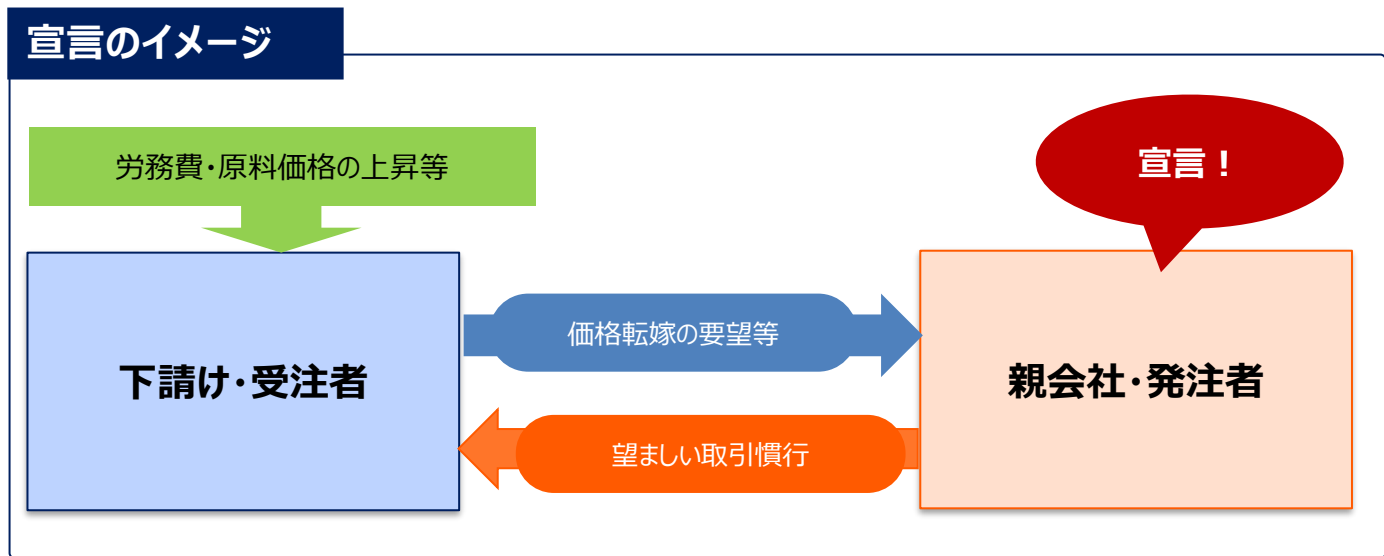 宣言のイメージ
労務費・原料価格の上昇等
宣言！
下請け・受注者
価格転嫁の要望等
望ましい取引慣行
親会社・発注者